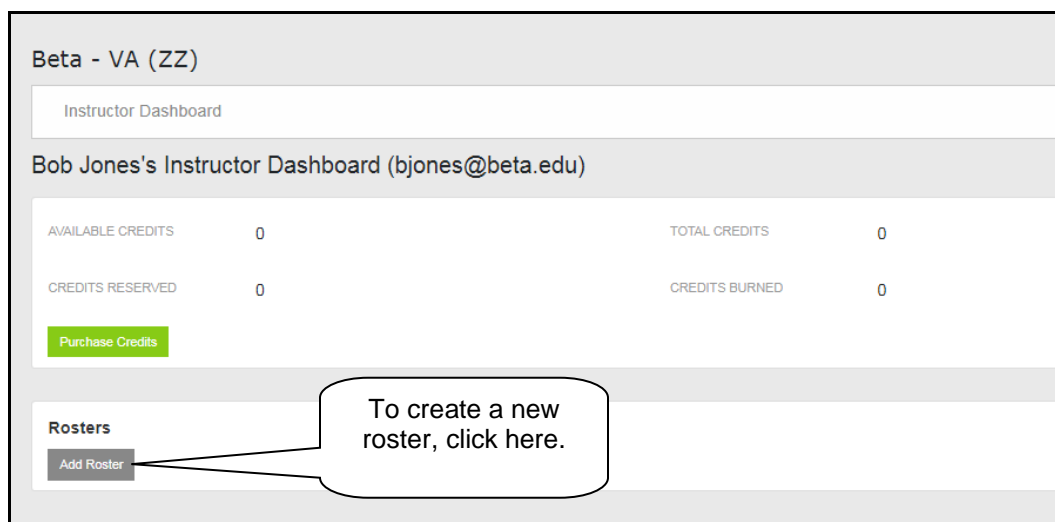 Beta - VA (ZZ)
Instructor Dashboard
Bob Jones's Instructor Dashboard (bjones@beta.edu)
AVAILABLE CREDITS 0 TOTAL CREDITS 0
CREDITS RESERVED 0 CREDITS BURNED 0
Purchase Credits
Rosters
Add Roster
To create a new
roster, click here.